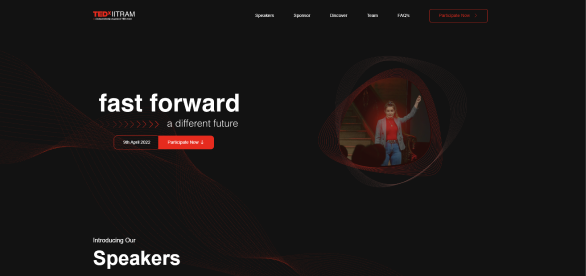 TEDxIITRAM
Speakers
Sponsor
Discover
Team
FAQ's
Participate Now
fast forward
a different future
9th April 2022
Participate Now
Introducing Our
Speakers